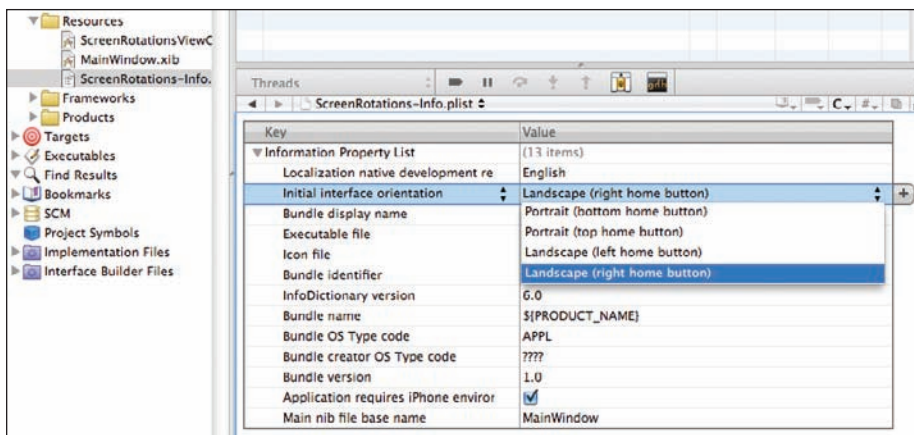 Resources
ScreenRotationsViewC
MainWindow.xib
ScreenRotations-Info.
Frameworks
Products
Targets
Executables
Find Results
Bookmarks
SCM
Project Symbols
Implementation Files
Interface Builder Files
Threads
ScreenRotations-Info.plist
C #
Key Value
Information Property List (13 items)
Localization native development re English
Initial interface orientation Landscape (right home button)
Bundle display name Portrait (bottom home button)
Executable file Portrait (top home button)
Icon file Landscape (left home button)
Bundle identifier Landscape (right home button)
InfoDictionary version 6.0
Bundle name ${PRODUCT_NAME}
Bundle OS Type code APPL
Bundle creator OS Type code ????
Bundle version 1.0
Application requires iPhone enviror
Main nib file base name MainWindow